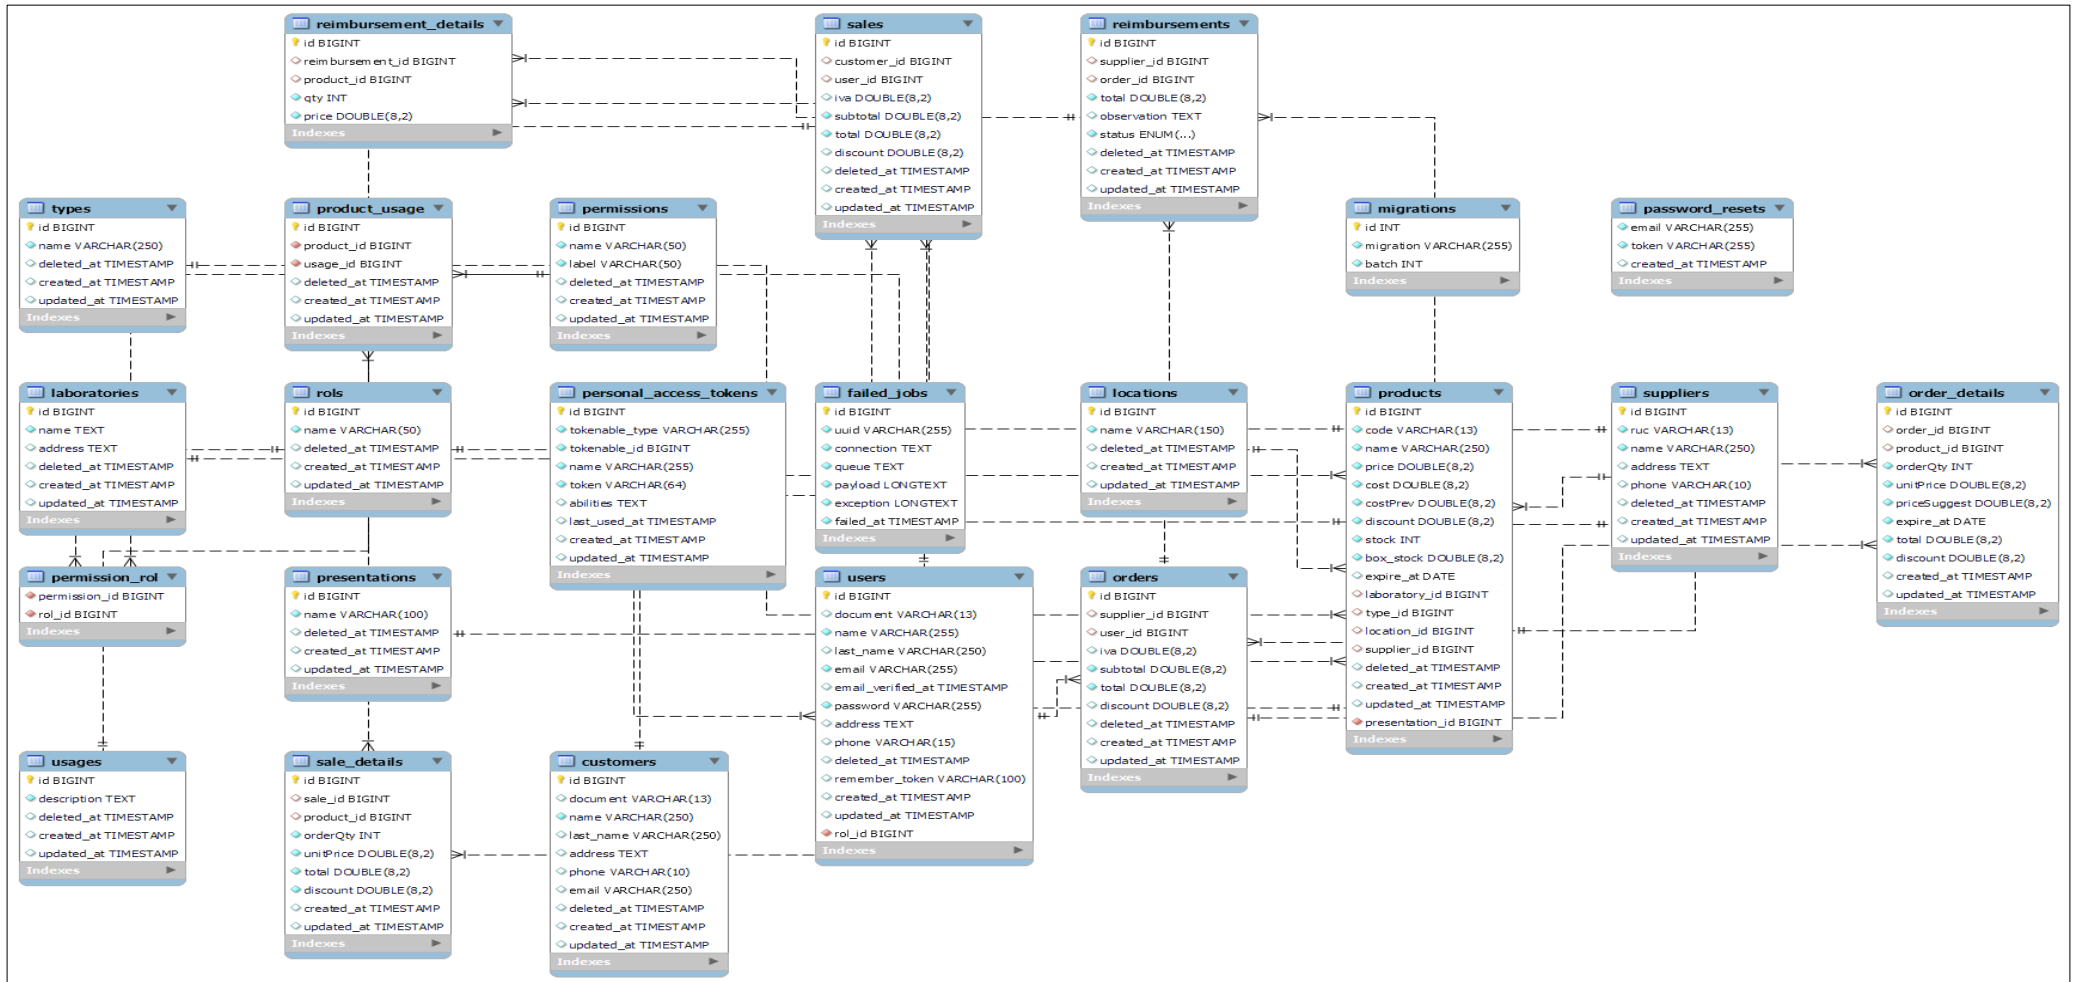 reimbursement_details
id BIGINT
reimbursement_id BIGINT
product_id BIGINT
qty INT
price DOUBLE(8,2)
Indexes
sales
id BIGINT
customer_id BIGINT
user_id BIGINT
iva DOUBLE(8,2)
subtotal DOUBLE(8,2)
total DOUBLE(8,2)
discount DOUBLE(8,2)
deleted_at TIMESTAMP
created_at TIMESTAMP
updated_at TIMESTAMP
Indexes
reimbursements
id BIGINT
supplier_id BIGINT
order_id BIGINT
total DOUBLE(8,2)
observation TEXT
status ENUM(...)
deleted_at TIMESTAMP
created_at TIMESTAMP
updated_at TIMESTAMP
Indexes
types
id BIGINT
name VARCHAR(250)
deleted_at TIMESTAMP
created_at TIMESTAMP
updated_at TIMESTAMP
Indexes
product_usage
id BIGINT
product_id BIGINT
usage_id BIGINT
deleted_at TIMESTAMP
created_at TIMESTAMP
updated_at TIMESTAMP
Indexes
permissions
id BIGINT
name VARCHAR(50)
label VARCHAR(50)
deleted_at TIMESTAMP
created_at TIMESTAMP
updated_at TIMESTAMP
Indexes
migrations
id INT
migration VARCHAR(255)
batch INT
Indexes
password_resets
email VARCHAR(255)
token VARCHAR(255)
created_at TIMESTAMP
Indexes
laboratories
id BIGINT
name TEXT
address TEXT
deleted_at TIMESTAMP
created_at TIMESTAMP
updated_at TIMESTAMP
Indexes
rols
id BIGINT
name VARCHAR(50)
deleted_at TIMESTAMP
created_at TIMESTAMP
updated_at TIMESTAMP
Indexes
personal_access_tokens
id BIGINT
tokenable_type VARCHAR(255)
tokenable_id BIGINT
name VARCHAR(255)
token VARCHAR(64)
abilities TEXT
last_used_at TIMESTAMP
created_at TIMESTAMP
updated_at TIMESTAMP
Indexes
failed_jobs
id BIGINT
uuid VARCHAR(255)
connection TEXT
queue TEXT
payload LONGTEXT
exception LONGTEXT
failed_at TIMESTAMP
Indexes
locations
id BIGINT
name VARCHAR(150)
deleted_at TIMESTAMP
created_at TIMESTAMP
updated_at TIMESTAMP
Indexes
products
id BIGINT
code VARCHAR(13)
name VARCHAR(250)
price DOUBLE(8,2)
cost DOUBLE(8,2)
costPrev DOUBLE(8,2)
discount DOUBLE(8,2)
stock INT
box_stock DOUBLE(8,2)
expire_at DATE
laboratory_id BIGINT
type_id BIGINT
location_id BIGINT
supplier_id BIGINT
deleted_at TIMESTAMP
created_at TIMESTAMP
updated_at TIMESTAMP
presentation_id BIGINT
Indexes
suppliers
id BIGINT
ruc VARCHAR(13)
name VARCHAR(250)
address TEXT
phone VARCHAR(10)
deleted_at TIMESTAMP
created_at TIMESTAMP
updated_at TIMESTAMP
Indexes
order_details
id BIGINT
order_id BIGINT
product_id BIGINT
orderQty INT
unitPrice DOUBLE(8,2)
priceSuggest DOUBLE(8,2)
expire_at DATE
total DOUBLE(8,2)
discount DOUBLE(8,2)
created_at TIMESTAMP
updated_at TIMESTAMP
Indexes
permission_rol
permission_id BIGINT
rol_id BIGINT
Indexes
presentations
id BIGINT
name VARCHAR(100)
deleted_at TIMESTAMP
created_at TIMESTAMP
updated_at TIMESTAMP
Indexes
users
id BIGINT
document VARCHAR(13)
name VARCHAR(255)
last_name VARCHAR(250)
email VARCHAR(255)
email_verified_at TIMESTAMP
password VARCHAR(255)
address TEXT
phone VARCHAR(15)
deleted_at TIMESTAMP
remember_token VARCHAR(100)
created_at TIMESTAMP
updated_at TIMESTAMP
rol_id BIGINT
Indexes
orders
id BIGINT
supplier_id BIGINT
user_id BIGINT
iva DOUBLE(8,2)
subtotal DOUBLE(8,2)
total DOUBLE(8,2)
discount DOUBLE(8,2)
deleted_at TIMESTAMP
created_at TIMESTAMP
updated_at TIMESTAMP
Indexes
usages
id BIGINT
description TEXT
deleted_at TIMESTAMP
created_at TIMESTAMP
updated_at TIMESTAMP
Indexes
sale_details
id BIGINT
sale_id BIGINT
product_id BIGINT
orderQty INT
unitPrice DOUBLE(8,2)
total DOUBLE(8,2)
discount DOUBLE(8,2)
created_at TIMESTAMP
updated_at TIMESTAMP
Indexes
customers
id BIGINT
document VARCHAR(13)
name VARCHAR(250)
last_name VARCHAR(250)
address TEXT
phone VARCHAR(10)
email VARCHAR(250)
deleted_at TIMESTAMP
created_at TIMESTAMP
updated_at TIMESTAMP
Indexes